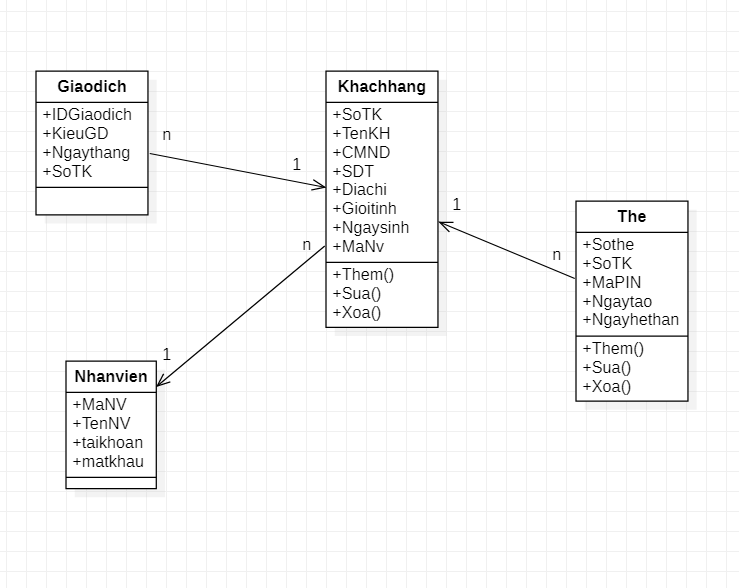 Giaodich
+IDGiaodich
+KieuGD
+Ngaythang
+SoTK
n
1
Khachhang
+SoTK
+TenKH
+CMND
+SDT
+Diachi
+Gioitinh
+Ngaysinh
+MaNv
+Them()
+Sua()
+Xoa()
1
n
The
+Sothe
+SoTK
+MaPIN
+Ngaytao
+Ngayhethan
+Them()
+Sua()
+Xoa()
n
1
Nhanvien
+MaNV
+TenNV
+taikhoan
+matkhau